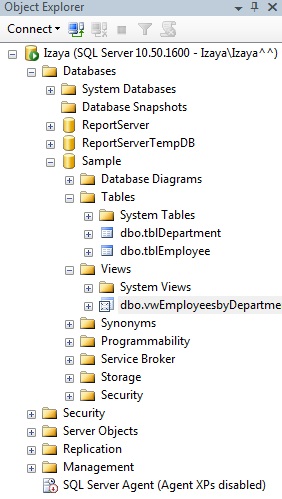 Object Explorer
Connect
Izaya (SQL Server 10.50.1600 - Izaya\Izaya^^)
Databases
System Databases
Database Snapshots
ReportServer
ReportServerTempDB
Sample
Database Diagrams
Tables
System Tables
dbo.tblDepartment
dbo.tblEmployee
Views
System Views
dbo.vwEmployeesbyDepartme
Synonyms
Programmability
Service Broker
Storage
Security
Security
Server Objects
Replication
Management
SQL Server Agent (Agent XPs disabled)